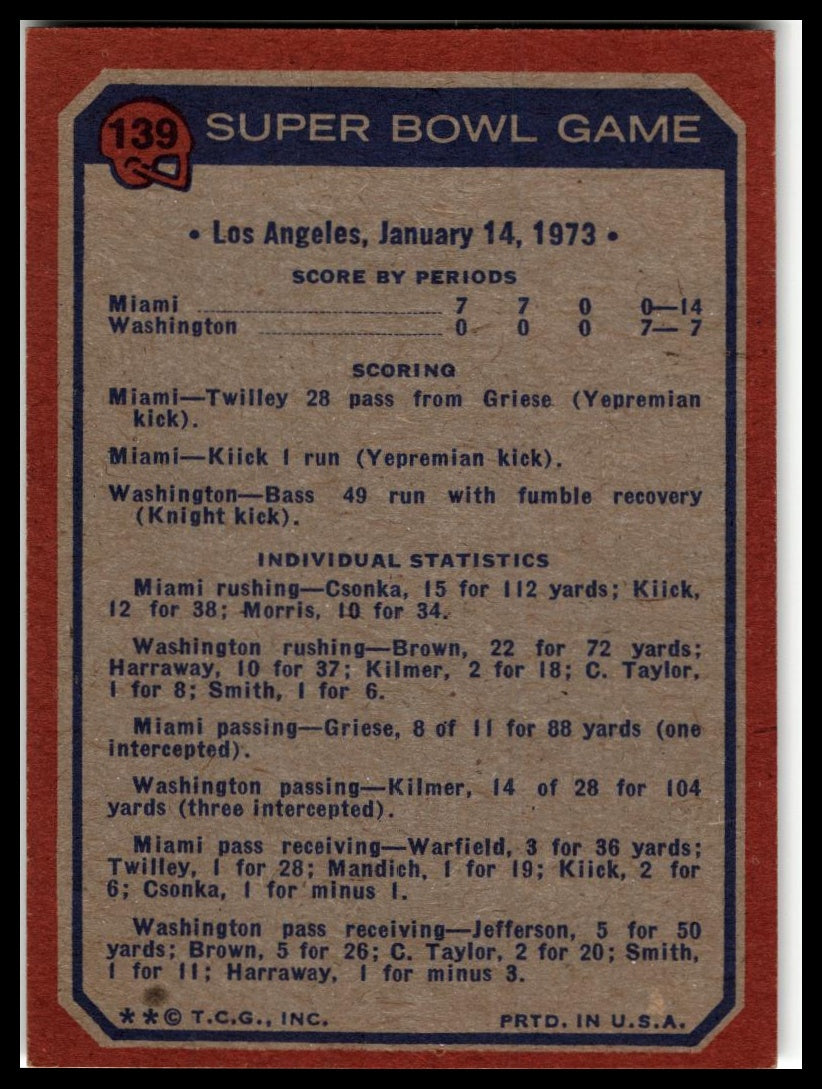 139 SUPER BOWL GAME
• Los Angeles, January 14, 1973 •
SCORE BY PERIODS
Miami 7 7 0 0—14
Washington 0 0 0 7— 7
SCORING
Miami—Twilley 28 pass from Griese (Yepremian
kick).
Miami—Kiick 1 run (Yepremian kick).
Washington—Bass 49 run with fumble recovery
(Knight kick).
INDIVIDUAL STATISTICS
Miami rushing—Csonka, 15 for 112 yards; Kiick,
12 for 38; Morris, 10 for 34.
Washington rushing—Brown, 22 for 72 yards;
Harraway, 10 for 37; Kilmer, 2 for 18; C. Taylor,
1 for 8; Smith, 1 for 6.
Miami passing—Griese, 8 of 11 for 88 yards (one
intercepted).
Washington passing—Kilmer, 14 of 28 for 104
yards (three intercepted).
Miami pass receiving—Warfield, 3 for 36 yards;
Twilley, 1 for 28; Mandich, 1 for 19; Kiick, 2 for
6; Csonka, 1 for minus 1.
Washington pass receiving—Jefferson, 5 for 50
yards; Brown, 5 for 26; C. Taylor, 2 for 20; Smith,
1 for 11; Harraway, 1 for minus 3.
**© T.C.G., INC. PRTD. IN U.S.A.